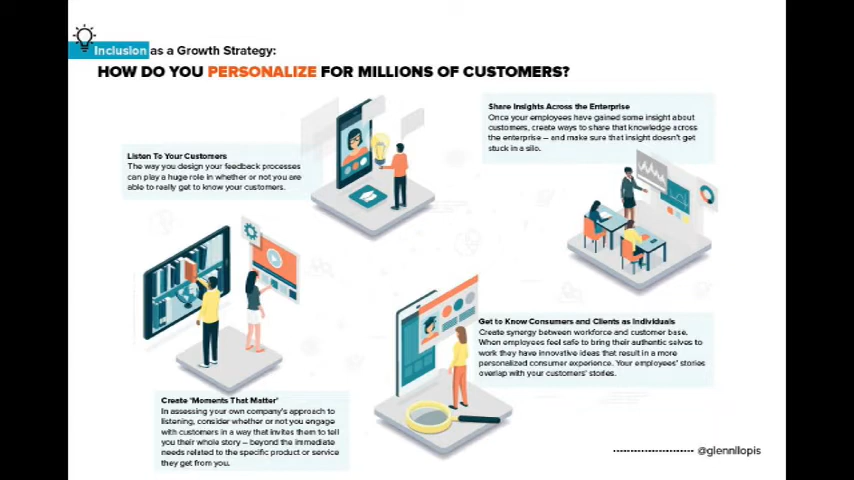 Inclusion as a Growth Strategy:
HOW DO YOU PERSONALIZE FOR MILLIONS OF CUSTOMERS?
Listen To Your Customers
The way you design your feedback processes
can play a huge role in whether or not you are
able to really get to know your customers.
Share Insights Across the Enterprise
Once your employees have gained some insight about
customers, create ways to share that knowledge across
the enterprise – and make sure that insight doesn't get
stuck in a silo.
Get to Know Consumers and Clients as Individuals
Create synergy between workforce and customer base.
When employees feel safe to bring their authentic selves to
work they have innovative ideas that result in a more
personalized consumer experience. Your employees' stories
overlap with your customers' stories.
Create 'Moments That Matter'
In assessing your own company's approach to
listening, consider whether or not you engage
with customers in a way that invites them to tell
you their whole story – beyond the immediate
needs related to the specific product or service
they get from you.
@glennllopis